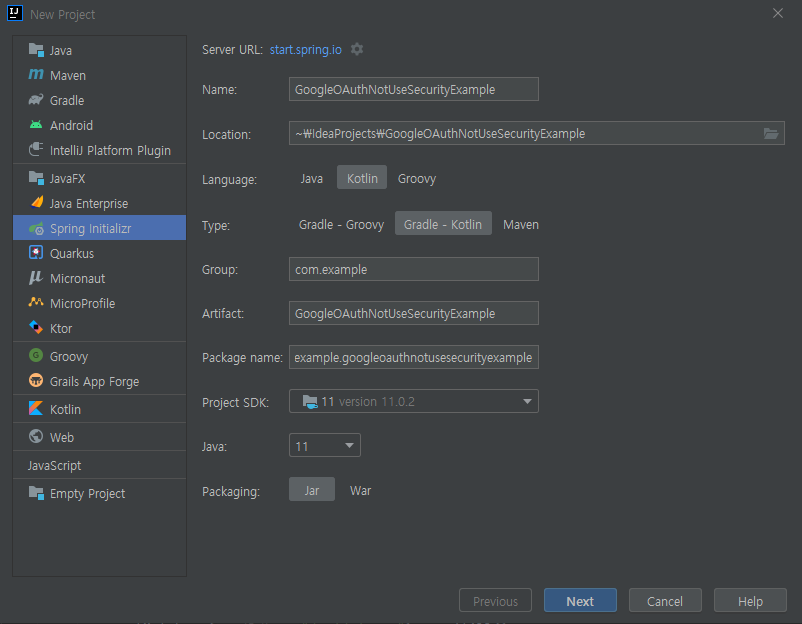 New Project
Java
Maven
Gradle
Android
IntelliJ Platform Plugin
JavaFX
Java Enterprise
Spring Initializr
Quarkus
Micronaut
MicroProfile
Ktor
Groovy
Grails App Forge
Kotlin
Web
JavaScript
Empty Project
Server URL: start.spring.io
Name: GoogleOAuthNotUseSecurityExample
Location: ~₩IdeaProjects₩GoogleOAuthNotUseSecurityExample
Language: Java Kotlin Groovy
Type: Gradle - Groovy Gradle - Kotlin Maven
Group: com.example
Artifact: GoogleOAuthNotUseSecurityExample
Package name: example.googleoauthnotusesecurityexample
Project SDK: 11 version 11.0.2
Java: 11
Packaging: Jar War
Previous Next Cancel Help